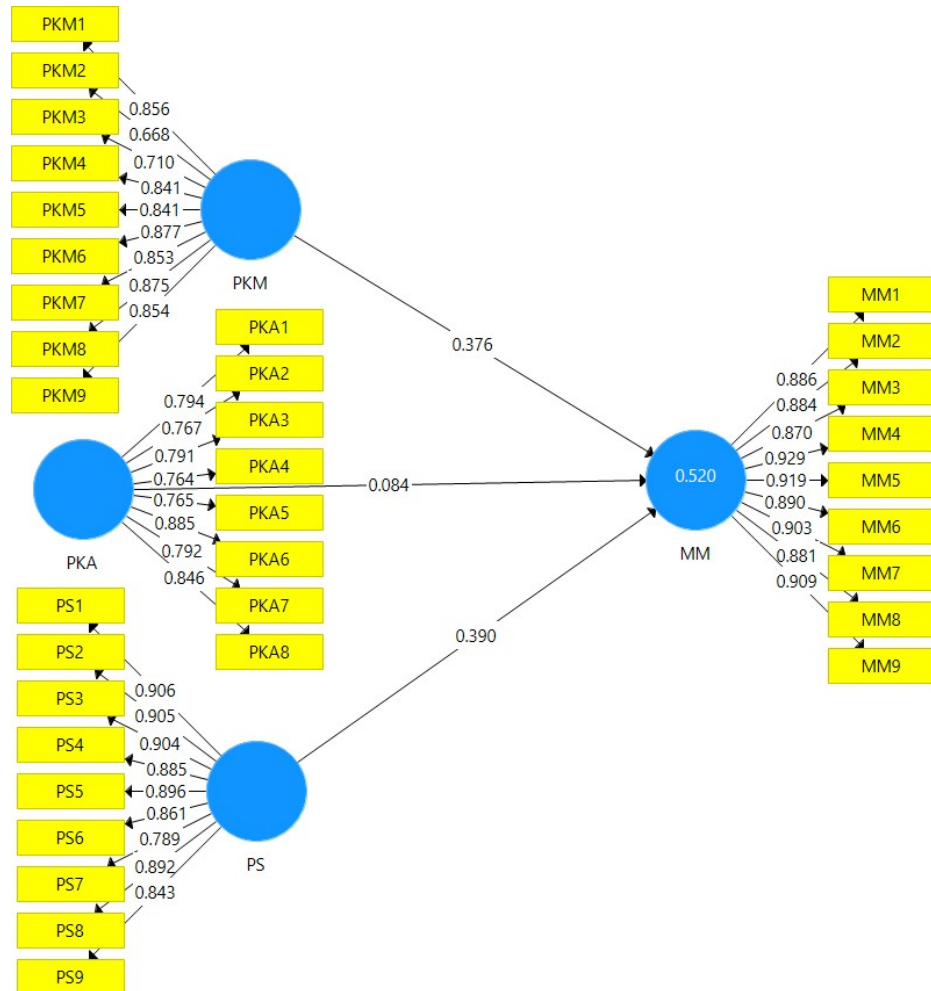 PKM1
PKM2
PKM3
PKM4
PKM5
PKM6
PKM7
PKM8
PKM9
0.856
0.668
0.710
0.841
0.841
0.877
0.853
0.875
0.854
PKM
PKA1
PKA2
PKA3
PKA4
PKA5
PKA6
PKA7
PKA8
0.794
0.767
0.791
0.764
0.765
0.885
0.792
0.846
PKA
PS1
PS2
PS3
PS4
PS5
PS6
PS7
PS8
PS9
0.906
0.905
0.904
0.885
0.896
0.861
0.789
0.892
0.843
PS
0.376
0.084
0.390
0.520
MM
0.886
0.884
0.870
0.929
0.919
0.890
0.903
0.881
0.909
MM1
MM2
MM3
MM4
MM5
MM6
MM7
MM8
MM9